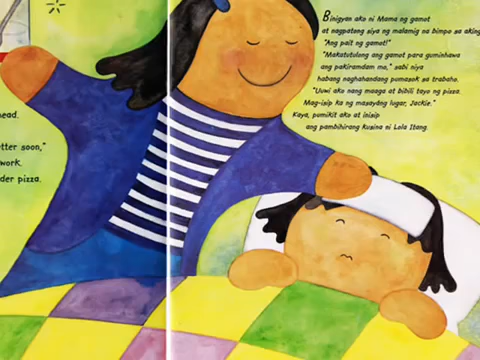 head.
etter soon,"
work.
der pizza.
Binigyan ako ni Mama ng gamot
at nagpatong siya ng malamig na bimpo sa aking
"Ang pait ng gamot!"
"Makatutulong ang gamot para guminhawa
ang pakiramdam mo," sabi niya
habang naghahandang pumasok sa trabaho.
"Uuwi ako nang maaga at bibili tayo ng pizza.
Mag-isip ka ng masayang lugar, Jackie."
Kaya, pumikit ako at inisip
ang pambihirang kusina ni Lola Itang.